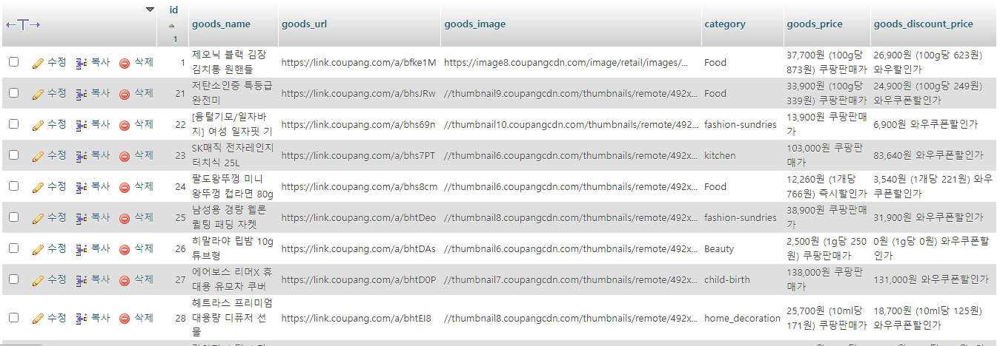 ←T→ id goods_name goods_url goods_image category goods_price goods_discount_price
1
수정 복사 삭제 1 제오닉 블랙 김장 https://link.coupang.com/a/bfke1M https://image8.coupangcdn.com/image/retail/images/... Food 37,700원 (100g당 26,900원 (100g당 623원)
김치통 원핸들 873원) 쿠팡판매가 와우할인가
수정 복사 삭제 21 저탄소인증 특등급 https://link.coupang.com/a/bhsJRw //thumbnail9.coupangcdn.com/thumbnails/remote/492x... Food 33,900원 (100g당 24,900원 (100g당 249원)
완전미 339원) 쿠팡판매가 와우쿠폰할인가
수정 복사 삭제 22 [융털기모/일자바 https://link.coupang.com/a/bhs69n //thumbnail10.coupangcdn.com/thumbnails/remote/492... fashion-sundries 13,900원 쿠팡판매 6,900원 와우쿠폰할인가
지] 여성 일자핏 기 가
수정 복사 삭제 23 SK매직 전자레인지 https://link.coupang.com/a/bhs7PT //thumbnail6.coupangcdn.com/thumbnails/remote/492x... kitchen 103,000원 쿠팡판 83,640원 와우쿠폰할인가
터치식 25L 매가
수정 복사 삭제 24 팔도왕뚜껑 미니 https://link.coupang.com/a/bhs8cm //thumbnail6.coupangcdn.com/thumbnails/remote/492x... Food 12,260원 (1개당 3,540원 (1개당 221원) 와우
왕뚜껑 컵라면 80g 766원) 즉시할인가 쿠폰할인가
수정 복사 삭제 25 남성용 경량 웰론 https://link.coupang.com/a/bhtDeo //thumbnail8.coupangcdn.com/thumbnails/remote/492x... fashion-sundries 38,900원 쿠팡판매 31,900원 와우쿠폰할인가
퀼팅 패딩 자켓 가
수정 복사 삭제 26 히말라야 립밤 10g https://link.coupang.com/a/bhtDAs //thumbnail6.coupangcdn.com/thumbnails/remote/492x... Beauty 2,500원 (1g당 250 0원 (1g당 0원) 와우쿠폰할
튜브형 원) 쿠팡판매가 인가
수정 복사 삭제 27 에어보스 리머X 휴 https://link.coupang.com/a/bhtD0P //thumbnail7.coupangcdn.com/thumbnails/remote/492x... child-birth 138,000원 쿠팡판 131,000원 와우쿠폰할인가
대용 유모차 쿠버 매가
수정 복사 삭제 28 헤트라스 프리미엄 https://link.coupang.com/a/bhtEI8 //thumbnail8.coupangcdn.com/thumbnails/remote/492x... home_decoration 25,700원 (10ml당 18,700원 (10ml당 125원)
대용량 디퓨저 선 171원) 쿠팡판매가 와우쿠폰할인가
물